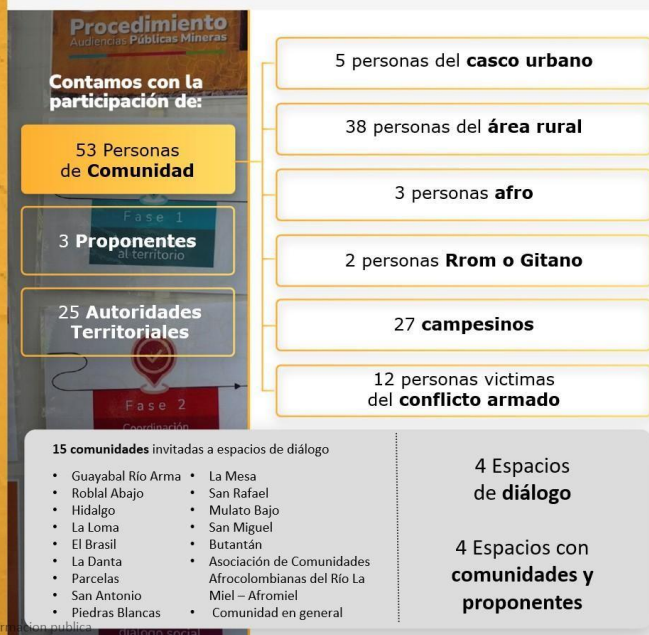 Procedimiento
Audiencias Públicas Mineras
Contamos con la
participación de:
53 Personas
de Comunidad
Fase 1
3 Proponentes
al territorio
25 Autoridades
Territoriales
Fase 2
Coordinación
5 personas del casco urbano
38 personas del área rural
3 personas afro
2 personas Rrom o Gitano
27 campesinos
12 personas victimas
del conflicto armado
15 comunidades invitadas a espacios de diálogo
• Guayabal Río Arma
• Roblal Abajo
• Hidalgo
• La Loma
• El Brasil
• La Danta
• Parcelas
• San Antonio
• Piedras Blancas
• La Mesa
• San Rafael
• Mulato Bajo
• San Miguel
• Butantán
• Asociación de Comunidades
Afrocolombianas del Río La
Miel – Afromiel
• Comunidad en general
4 Espacios
de diálogo
4 Espacios con
comunidades y
proponentes
rmacion publica
diálogo social